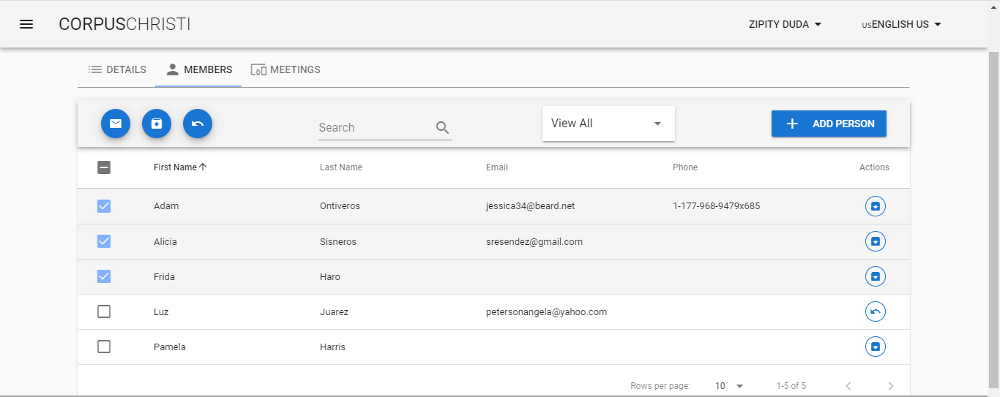 CORPUSCHRISTI ZIPITY DUDA USENGLISH US
DETAILS MEMBERS MEETINGS
Search View All ADD PERSON
First Name Last Name Email Phone Actions
Adam Ontiveros jessica34@beard.net 1-177-968-9479x685
Alicia Sisneros sresendez@gmail.com
Frida Haro
Luz Juarez petersonangela@yahoo.com
Pamela Harris
Rows per page: 10 1-5 of 5